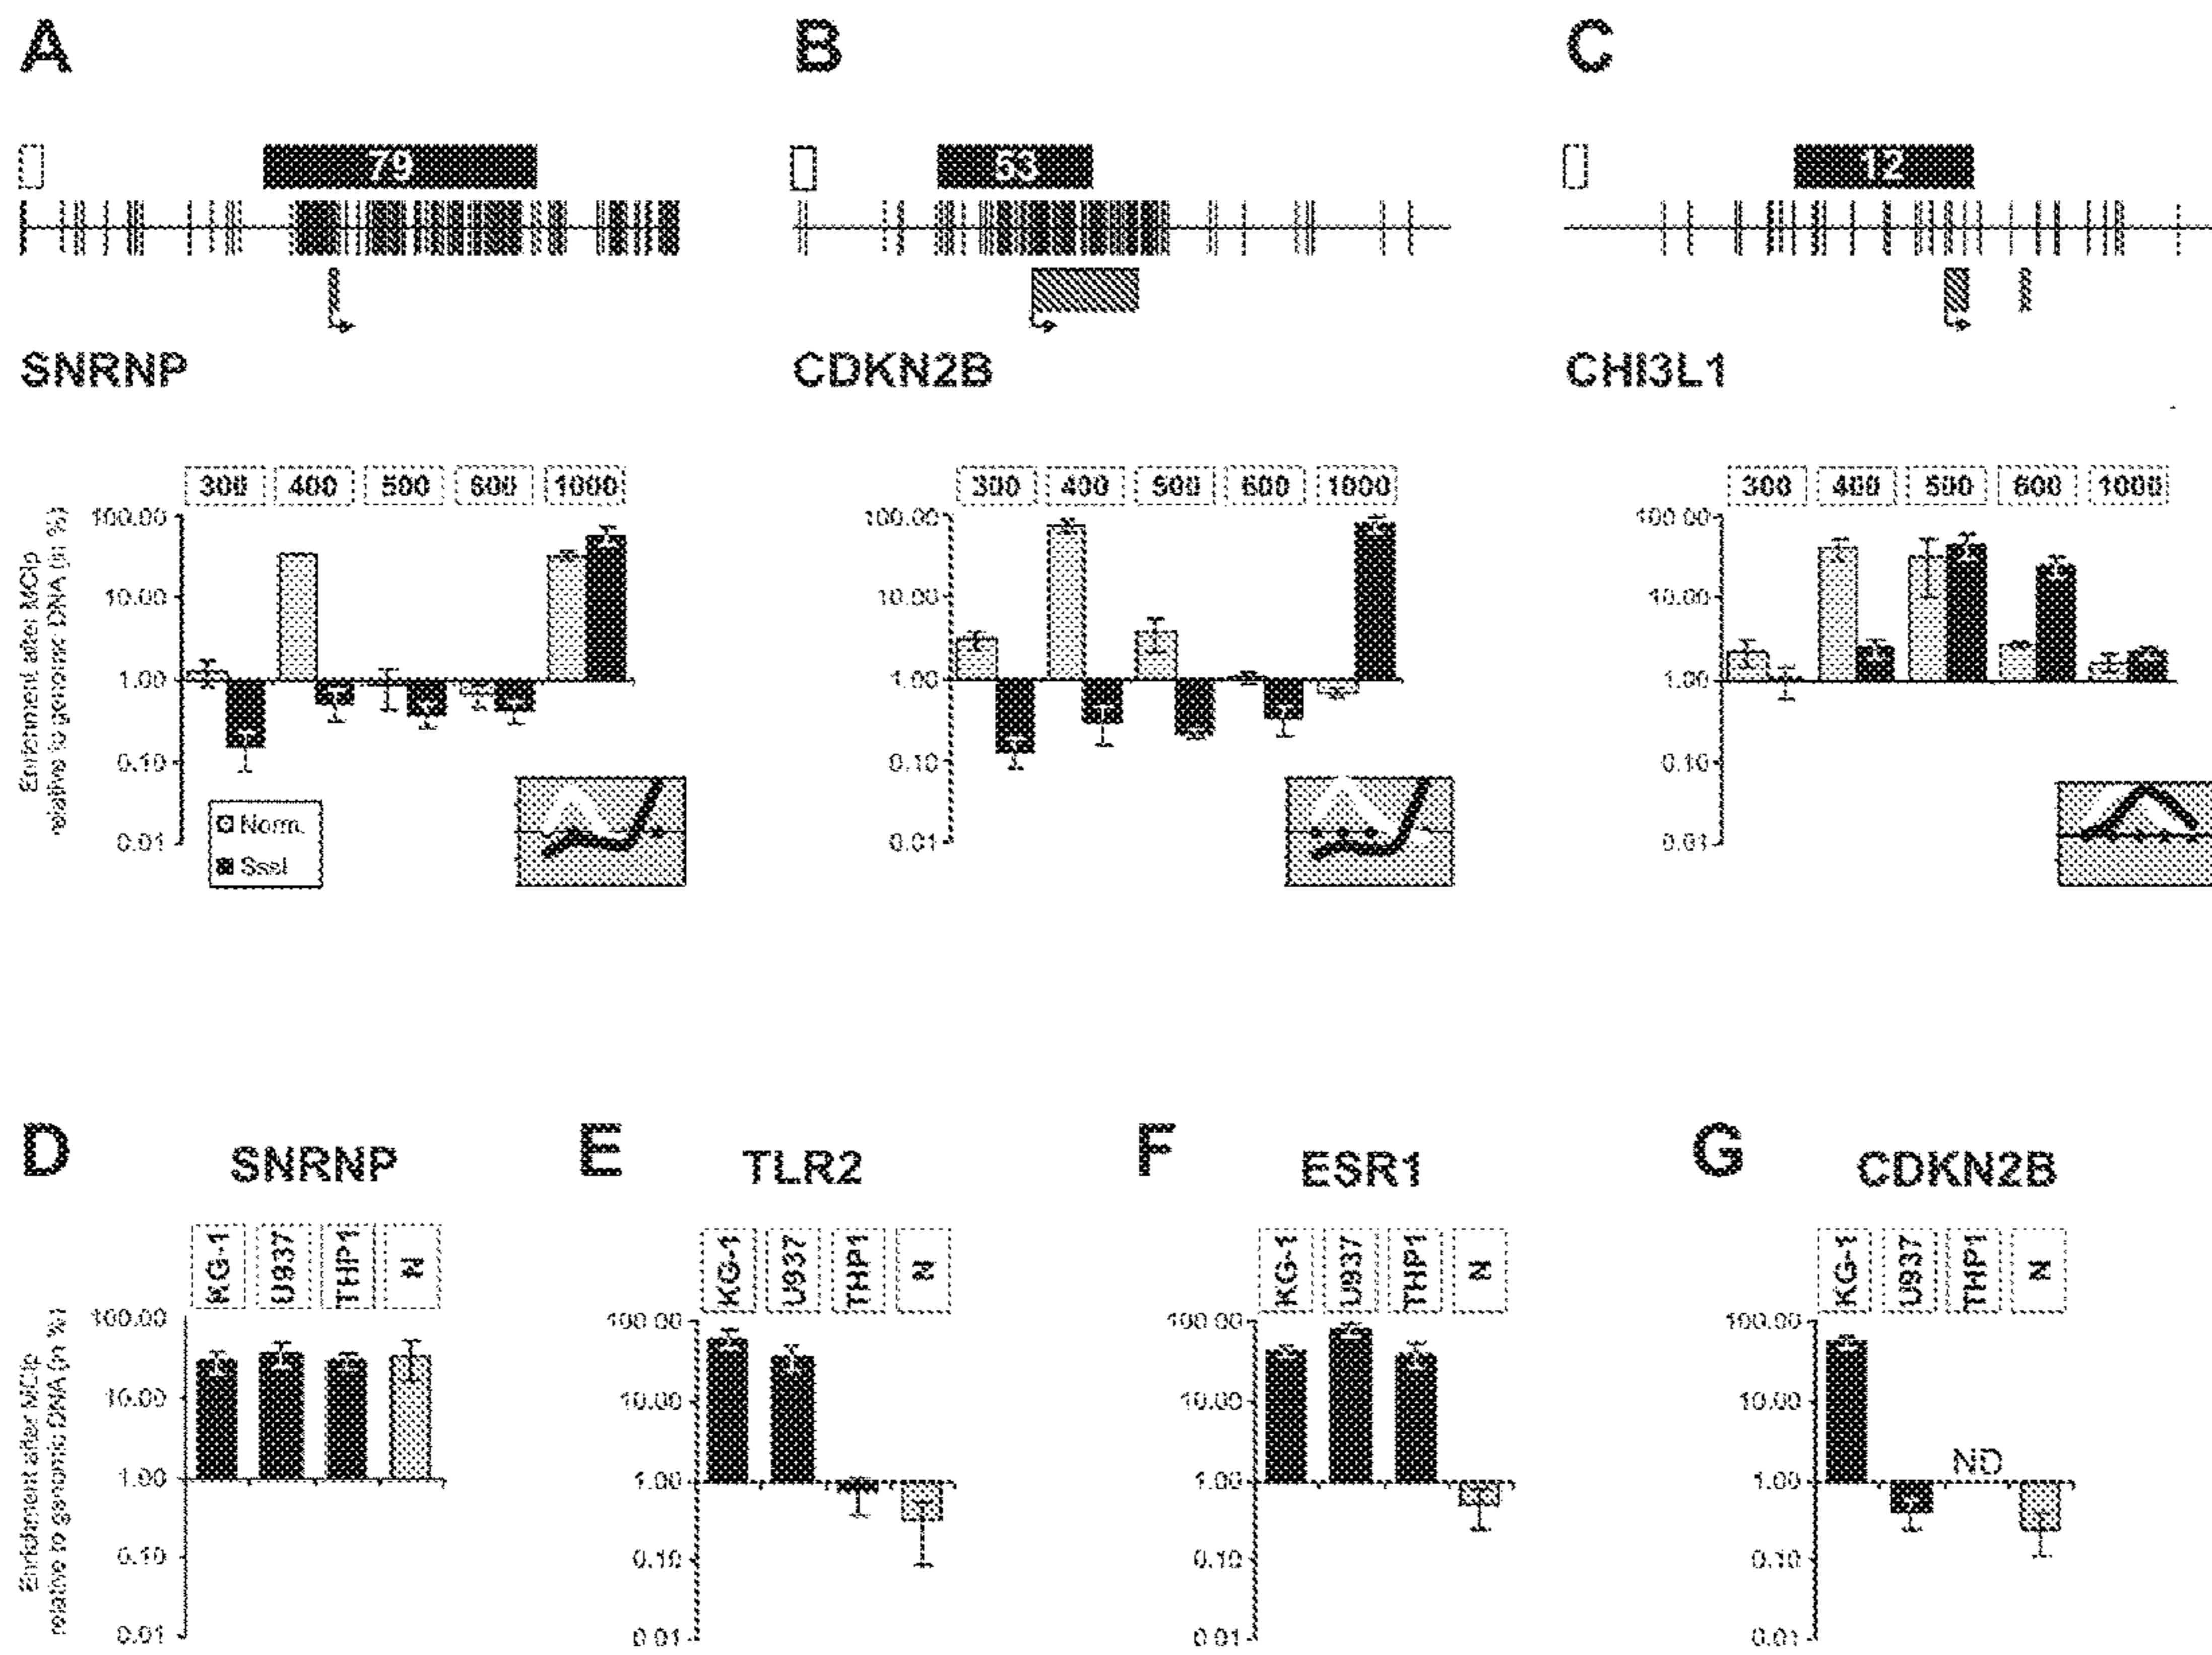 A
B
C
79
53
12
SNRNP
CDKN2B
CHI3L1
300 400 500 600 1000
300 400 500 600 1000
300 400 500 600 1000
Enrichment after MCIp
relative to genomic DNA (in %)
100.00
10.00
1.00
0.10
0.01
Norm.
SssI
100.00
10.00
1.00
0.10
0.01
100.00
10.00
1.00
0.10
0.01
D
SNRNP
E
TLR2
F
ESR1
G
CDKN2B
KG-1
U937
THP1
N
KG-1
U937
THP1
N
KG-1
U937
THP1
N
KG-1
U937
THP1
N
Enrichment after MCIp
relative to genomic DNA (in %)
100.00
10.00
1.00
0.10
0.01
100.00
10.00
1.00
0.10
0.01
100.00
10.00
1.00
0.10
0.01
100.00
10.00
1.00
0.10
0.01
ND